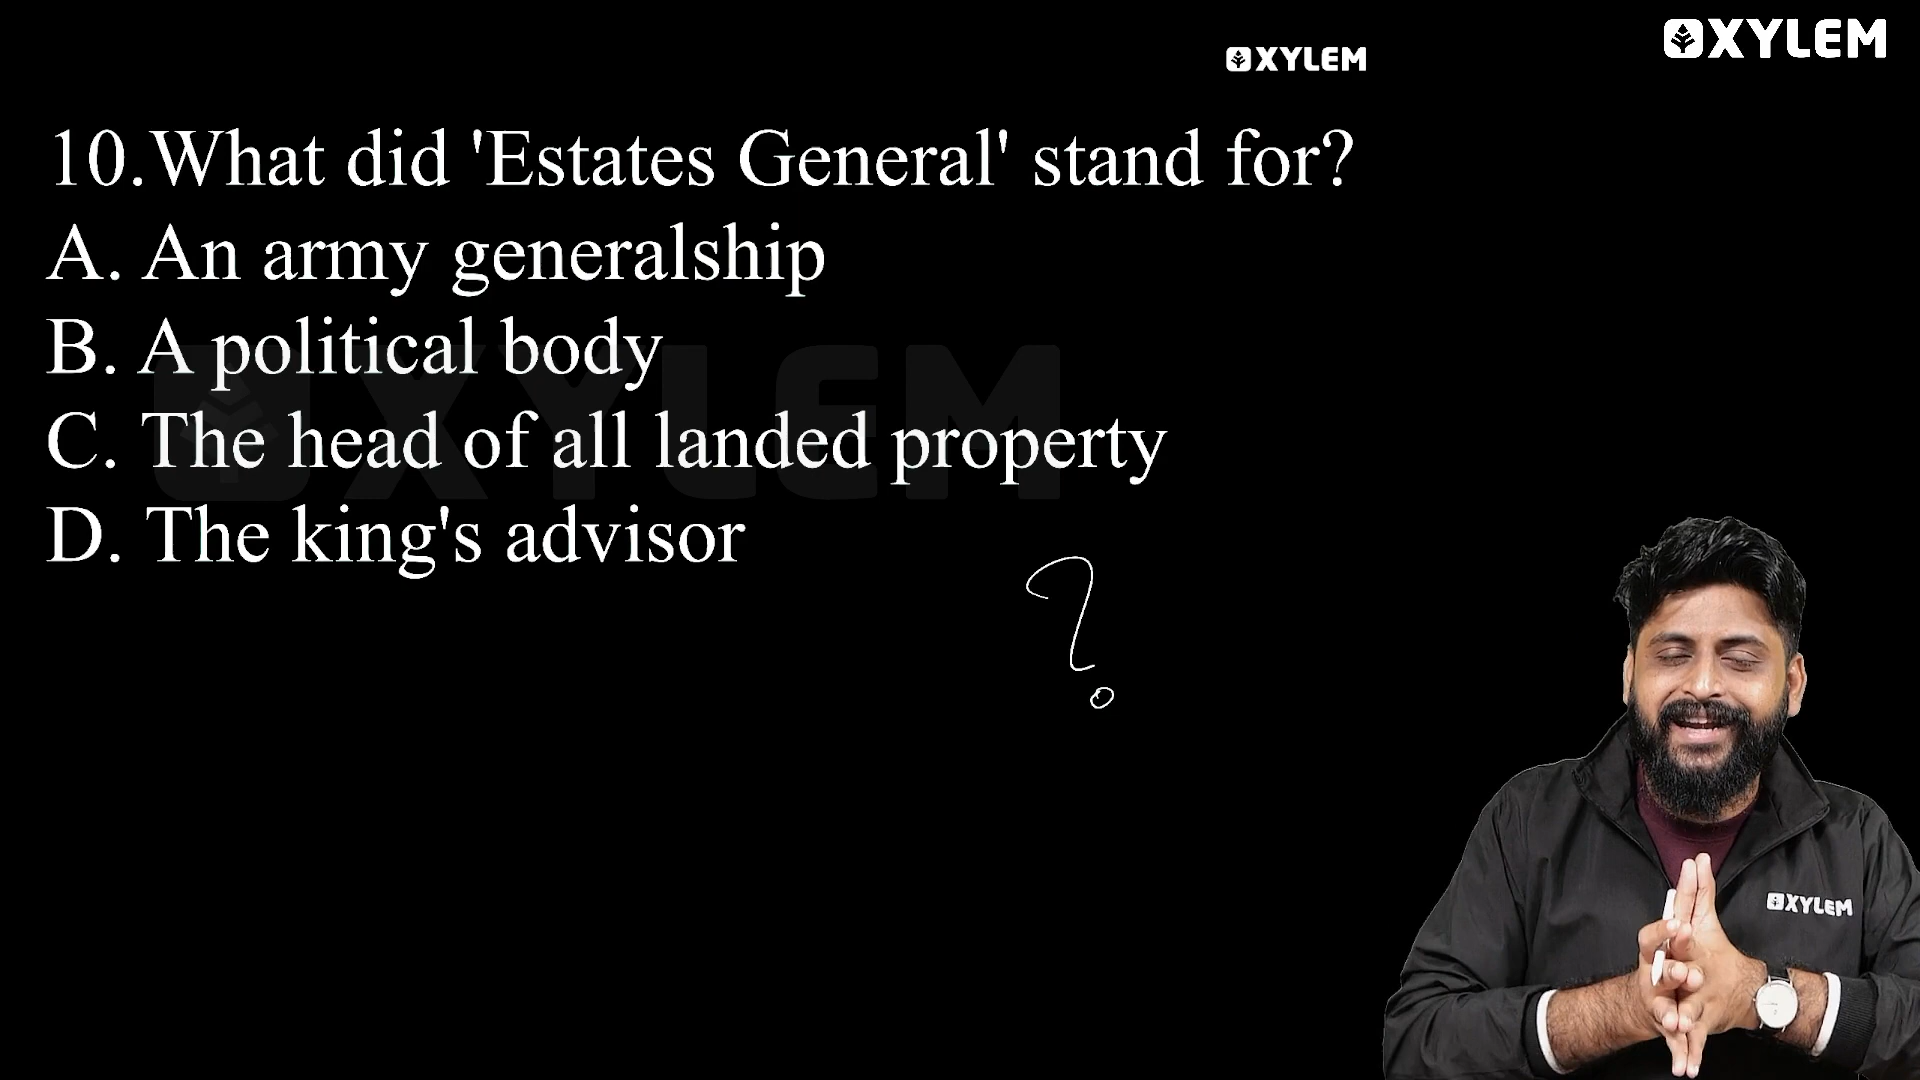 XYLEM
XYLEM
10.What did 'Estates General' stand for?
A. An army generalship
B. A political body
C. The head of all landed property
D. The king's advisor
?
XYLEM
XYLEM